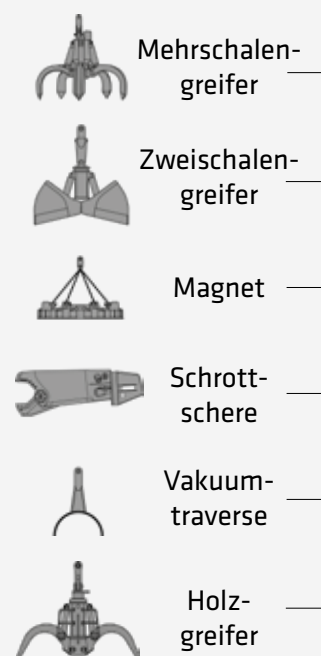 Mehrschalen-
greifer
Zweischalen-
greifer
Magnet
Schrott-
schere
Vakuum-
traverse
Holz-
greifer